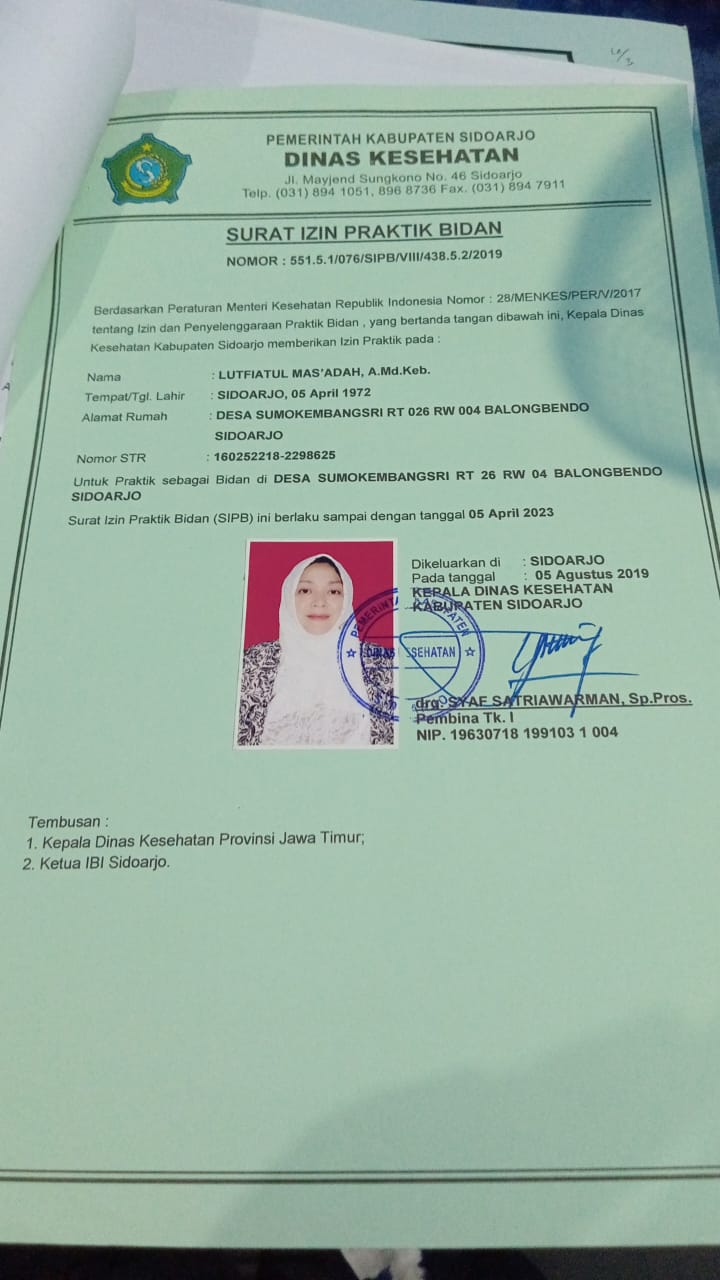 PEMERINTAH KABUPATEN SIDOARJO
DINAS KESEHATAN
Jl. Mayjend Sungkono No. 46 Sidoarjo
Telp. (031) 894 1051, 896 8736 Fax. (031) 894 7911
SURAT IZIN PRAKTIK BIDAN
NOMOR : 551.5.1/076/SIPB/VIII/438.5.2/2019
Berdasarkan Peraturan Menteri Kesehatan Republik Indonesia Nomor : 28/MENKES/PER/V/2017
tentang Izin dan Penyelenggaraan Praktik Bidan , yang bertanda tangan dibawah ini, Kepala Dinas
Kesehatan Kabupaten Sidoarjo memberikan Izin Praktik pada :
Nama : LUTFIATUL MAS'ADAH, A.Md.Keb.
Tempat/Tgl. Lahir : SIDOARJO, 05 April 1972
Alamat Rumah : DESA SUMOKEMBANGSRI RT 026 RW 004 BALONGBENDO
SIDOARJO
Nomor STR : 160252218-2298625
Untuk Praktik sebagai Bidan di DESA SUMOKEMBANGSRI RT 26 RW 04 BALONGBENDO
SIDOARJO
Surat Izin Praktik Bidan (SIPB) ini berlaku sampai dengan tanggal 05 April 2023
Dikeluarkan di : SIDOARJO
Pada tanggal : 05 Agustus 2019
KEPALA DINAS KESEHATAN
KABUPATEN SIDOARJO
drg. SYAF SATRIAWARMAN, Sp.Pros.
Pembina Tk. I
NIP. 19630718 199103 1 004
Tembusan :
1. Kepala Dinas Kesehatan Provinsi Jawa Timur;
2. Ketua IBI Sidoarjo.